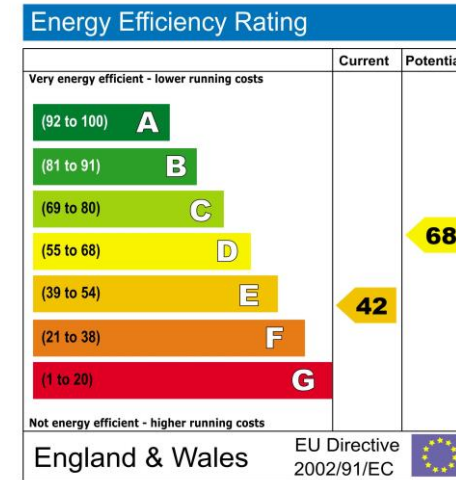 Energy Efficiency Rating
Current Potentia
Very energy efficient - lower running costs
(92 to 100) A
(81 to 91) B
(69 to 80) C
(55 to 68) D
68
(39 to 54) E
42
(21 to 38) F
(1 to 20) G
Not energy efficient - higher running costs
England & Wales
EU Directive
2002/91/EC